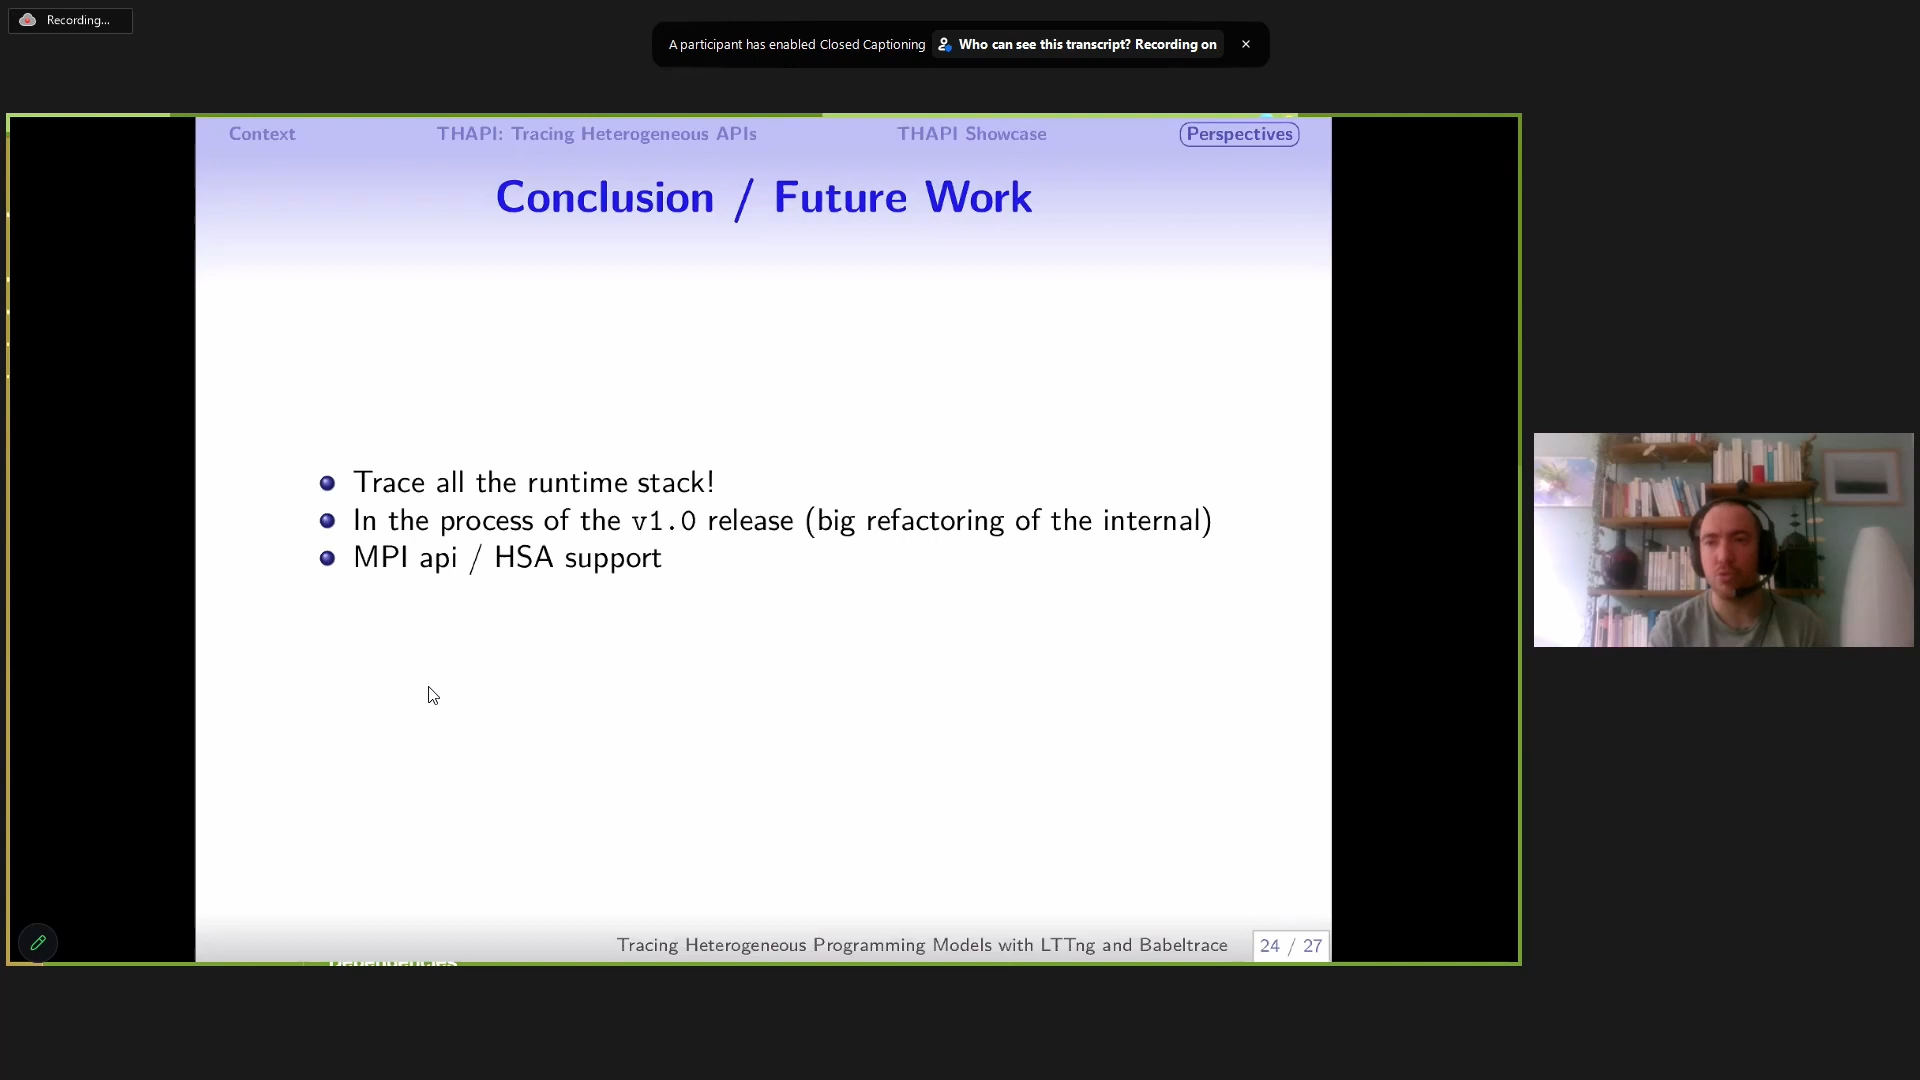 Recording...
A participant has enabled Closed Captioning Who can see this transcript? Recording on
Context THAPI: Tracing Heterogeneous APIs THAPI Showcase Perspectives
Conclusion / Future Work
Trace all the runtime stack!
In the process of the v1.0 release (big refactoring of the internal)
MPI api / HSA support
Tracing Heterogeneous Programming Models with LTTng and Babeltrace 24 / 27
Dependencies